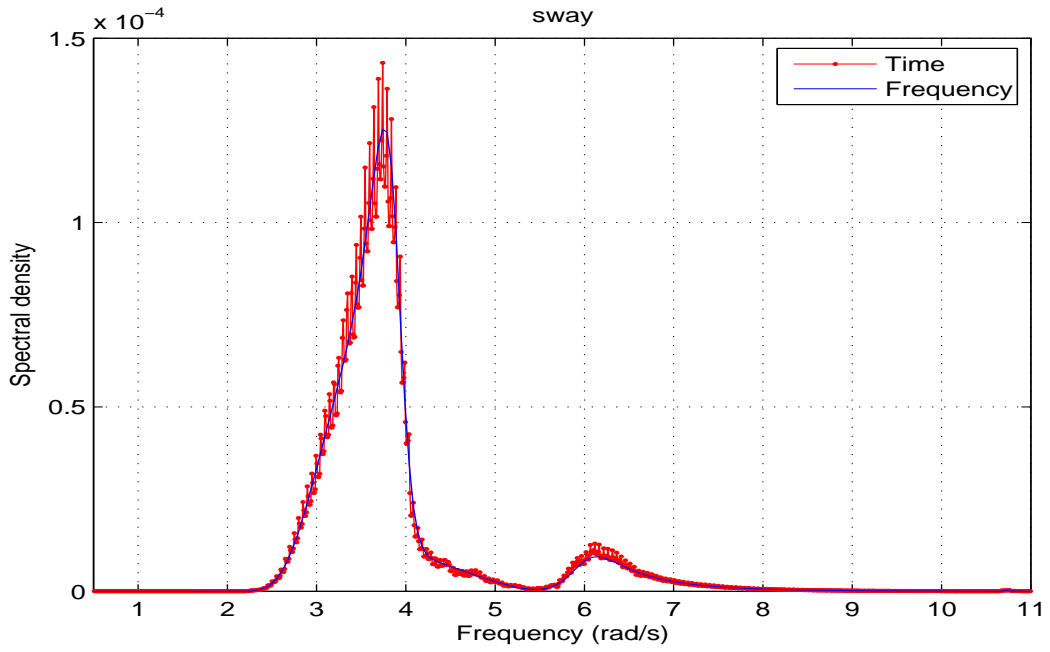 sway
x 10⁻⁴
Time
Frequency
1.5
1
0.5
0
Spectral density
1 2 3 4 5 6 7 8 9 10 11
Frequency (rad/s)